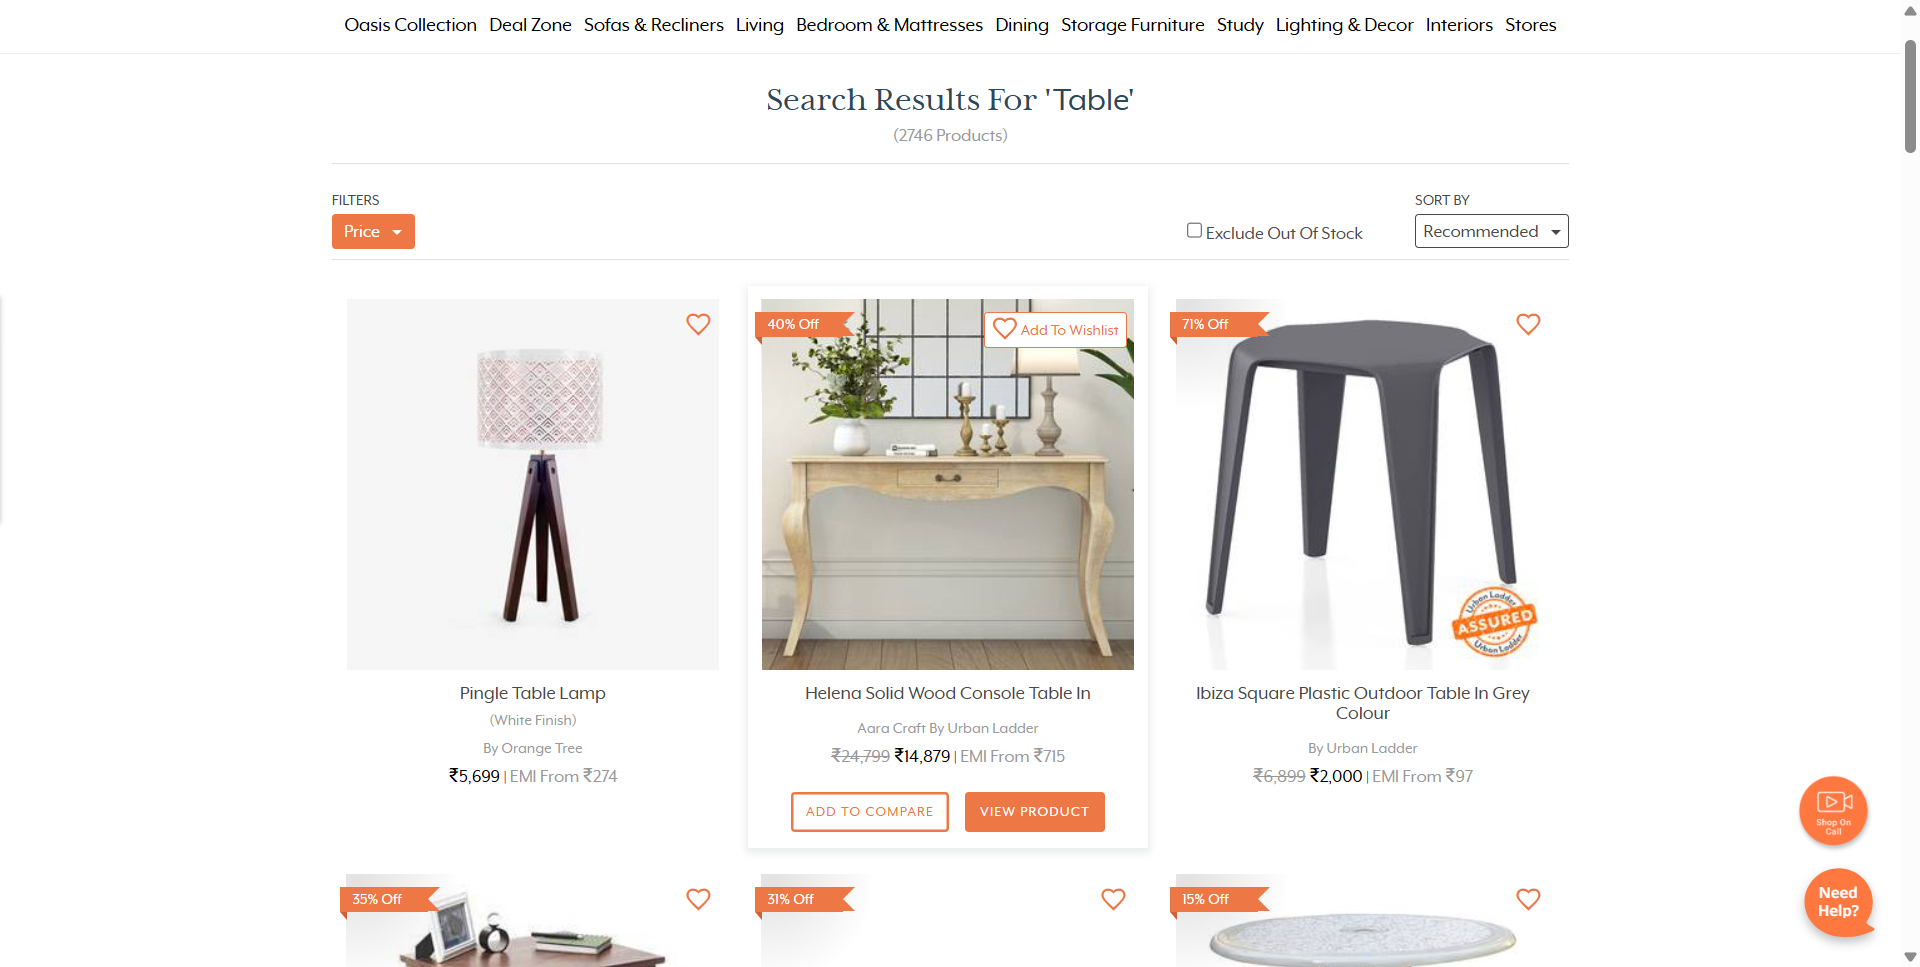 Oasis Collection Deal Zone Sofas & Recliners Living Bedroom & Mattresses Dining Storage Furniture Study Lighting & Decor Interiors Stores
Search Results For 'Table'
(2746 Products)
FILTERS
Price
Exclude Out Of Stock
SORT BY
Recommended
40% Off
Add To Wishlist
71% Off
Urban Ladder
ASSURED
Urban Ladder
Pingle Table Lamp
(White Finish)
By Orange Tree
₹5,699 | EMI From ₹274
Helena Solid Wood Console Table In
Aara Craft By Urban Ladder
₹24,799 ₹14,879 | EMI From ₹715
ADD TO COMPARE
VIEW PRODUCT
Ibiza Square Plastic Outdoor Table In Grey
Colour
By Urban Ladder
₹6,899 ₹2,000 | EMI From ₹97
Shop On
Call
35% Off
31% Off
15% Off
Need
Help?